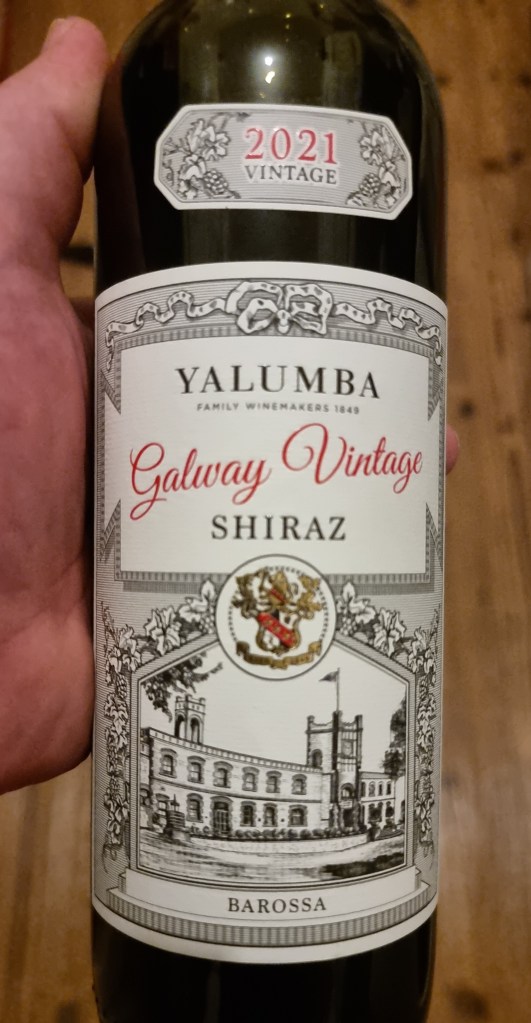 2021
VINTAGE
YALUMBA
FAMILY WINEMAKERS 1849
Galway Vintage
SHIRAZ
BAROSSA